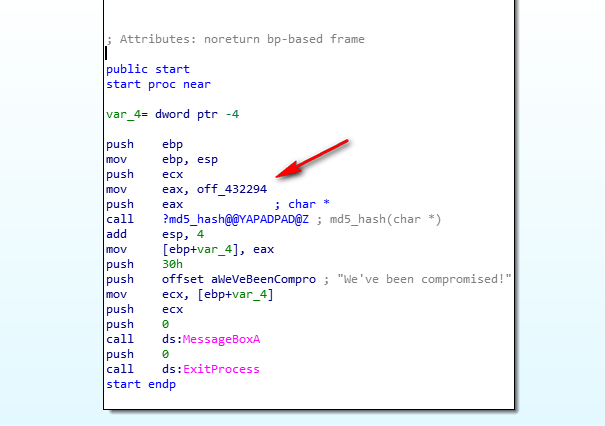 ; Attributes: noreturn bp-based frame
public start
start proc near
var_4= dword ptr -4
push ebp
mov ebp, esp
push ecx
mov eax, off_432294
push eax ; char *
call ?md5_hash@@YAPADPAD@Z ; md5_hash(char *)
add esp, 4
mov [ebp+var_4], eax
push 30h
push offset aWeVeBeenCompro ; "We've been compromised!"
mov ecx, [ebp+var_4]
push ecx
push 0
call ds:MessageBoxA
push 0
call ds:ExitProcess
start endp